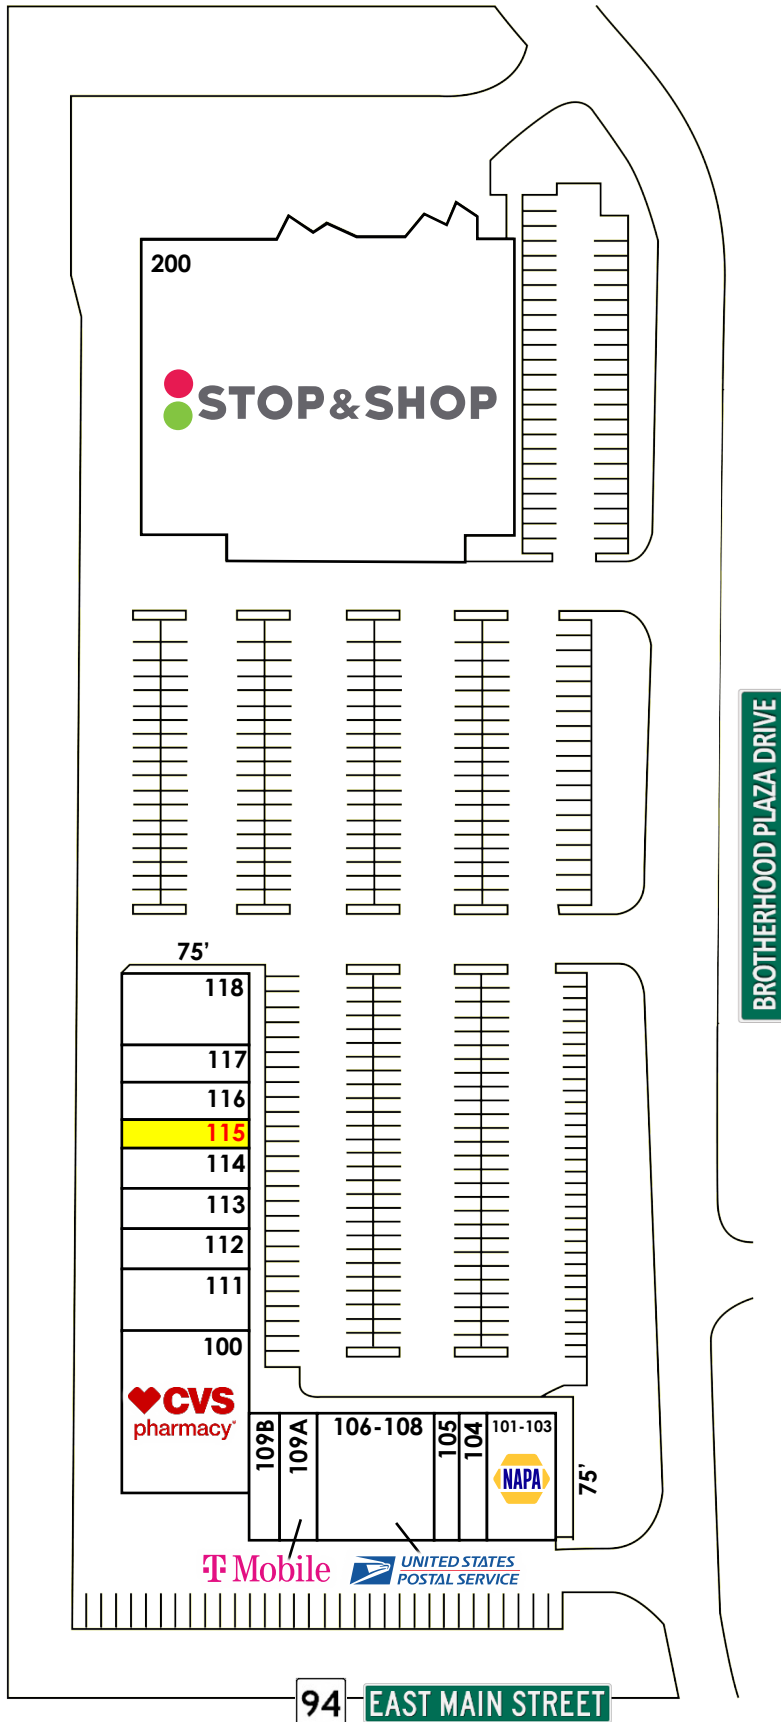 200
STOP&SHOP
BROTHERHOOD PLAZA DRIVE
75’
118
117
116
115
114
113
112
111
100
CVS
pharmacy
109B
109A
106-108
105
104
101-103
NAPA
75’
T Mobile
UNITED STATES
POSTAL SERVICE
94
EAST MAIN STREET